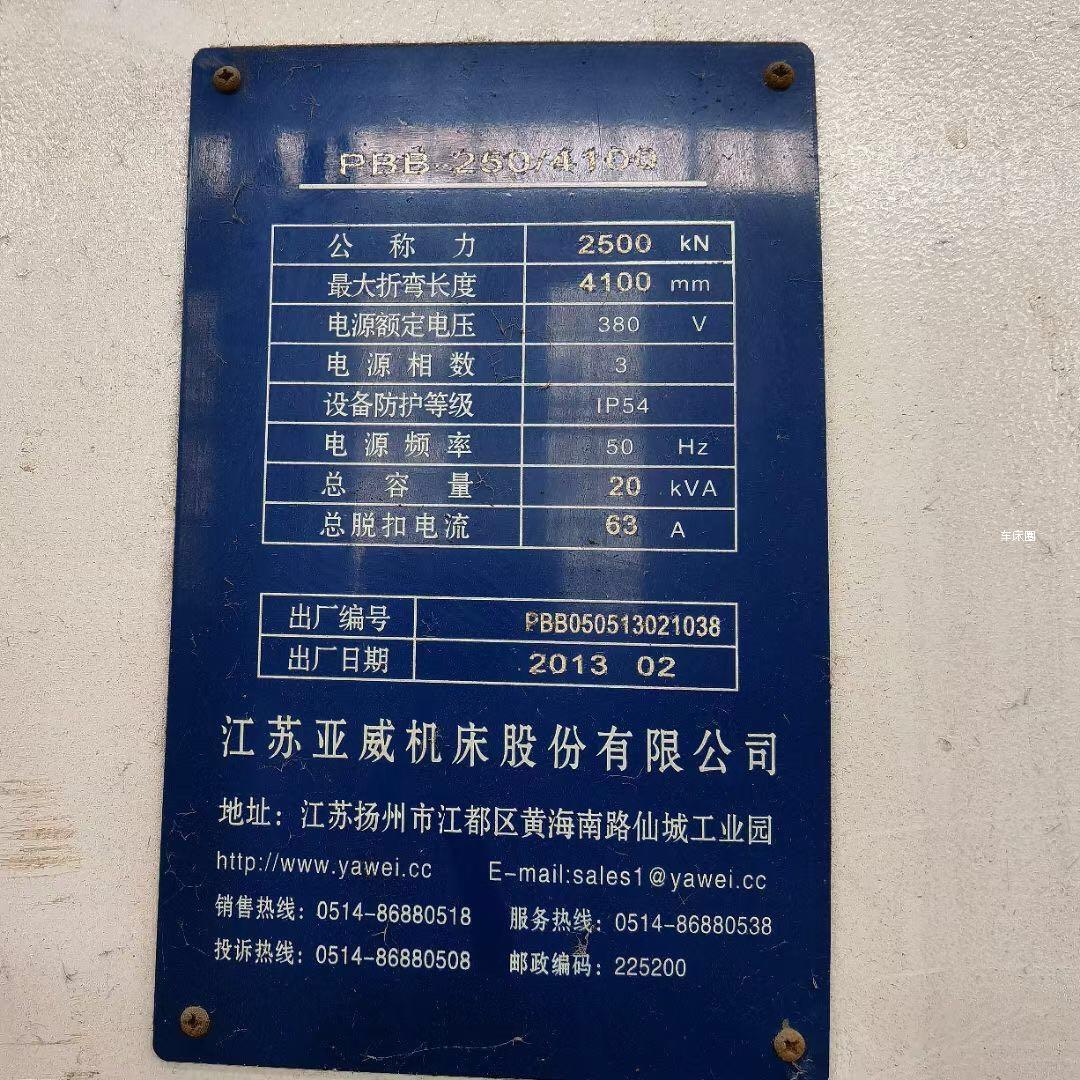 PBB-250/4100
公称力 2500 kN
最大折弯长度 4100 mm
电源额定电压 380 V
电源相数 3
设备防护等级 IP54
电源频率 50 Hz
总容量 20 kVA
总脱扣电流 63 A
出厂编号 PBB050513021038
出厂日期 2013 02
江苏亚威机床股份有限公司
地址：江苏扬州市江都区黄海南路仙城工业园
http://www.yawei.cc E-mail:sales1@yawei.cc
销售热线：0514-86880518 服务热线：0514-86880538
投诉热线：0514-86880508 邮政编码：225200
车床圈